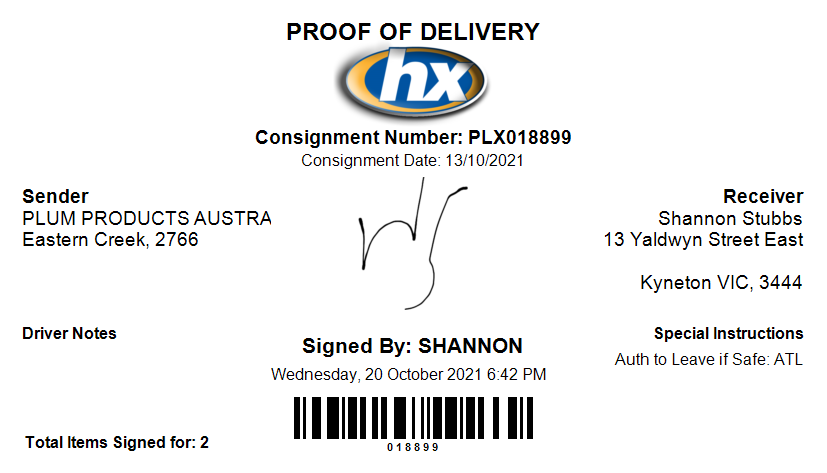 PROOF OF DELIVERY
hx
Consignment Number: PLX018899
Consignment Date: 13/10/2021
Sender
PLUM PRODUCTS AUSTRA
Eastern Creek, 2766
Receiver
Shannon Stubbs
13 Yaldwyn Street East
Kyneton VIC, 3444
Driver Notes
Signed By: SHANNON
Wednesday, 20 October 2021 6:42 PM
Special Instructions
Auth to Leave if Safe: ATL
018899
Total Items Signed for: 2